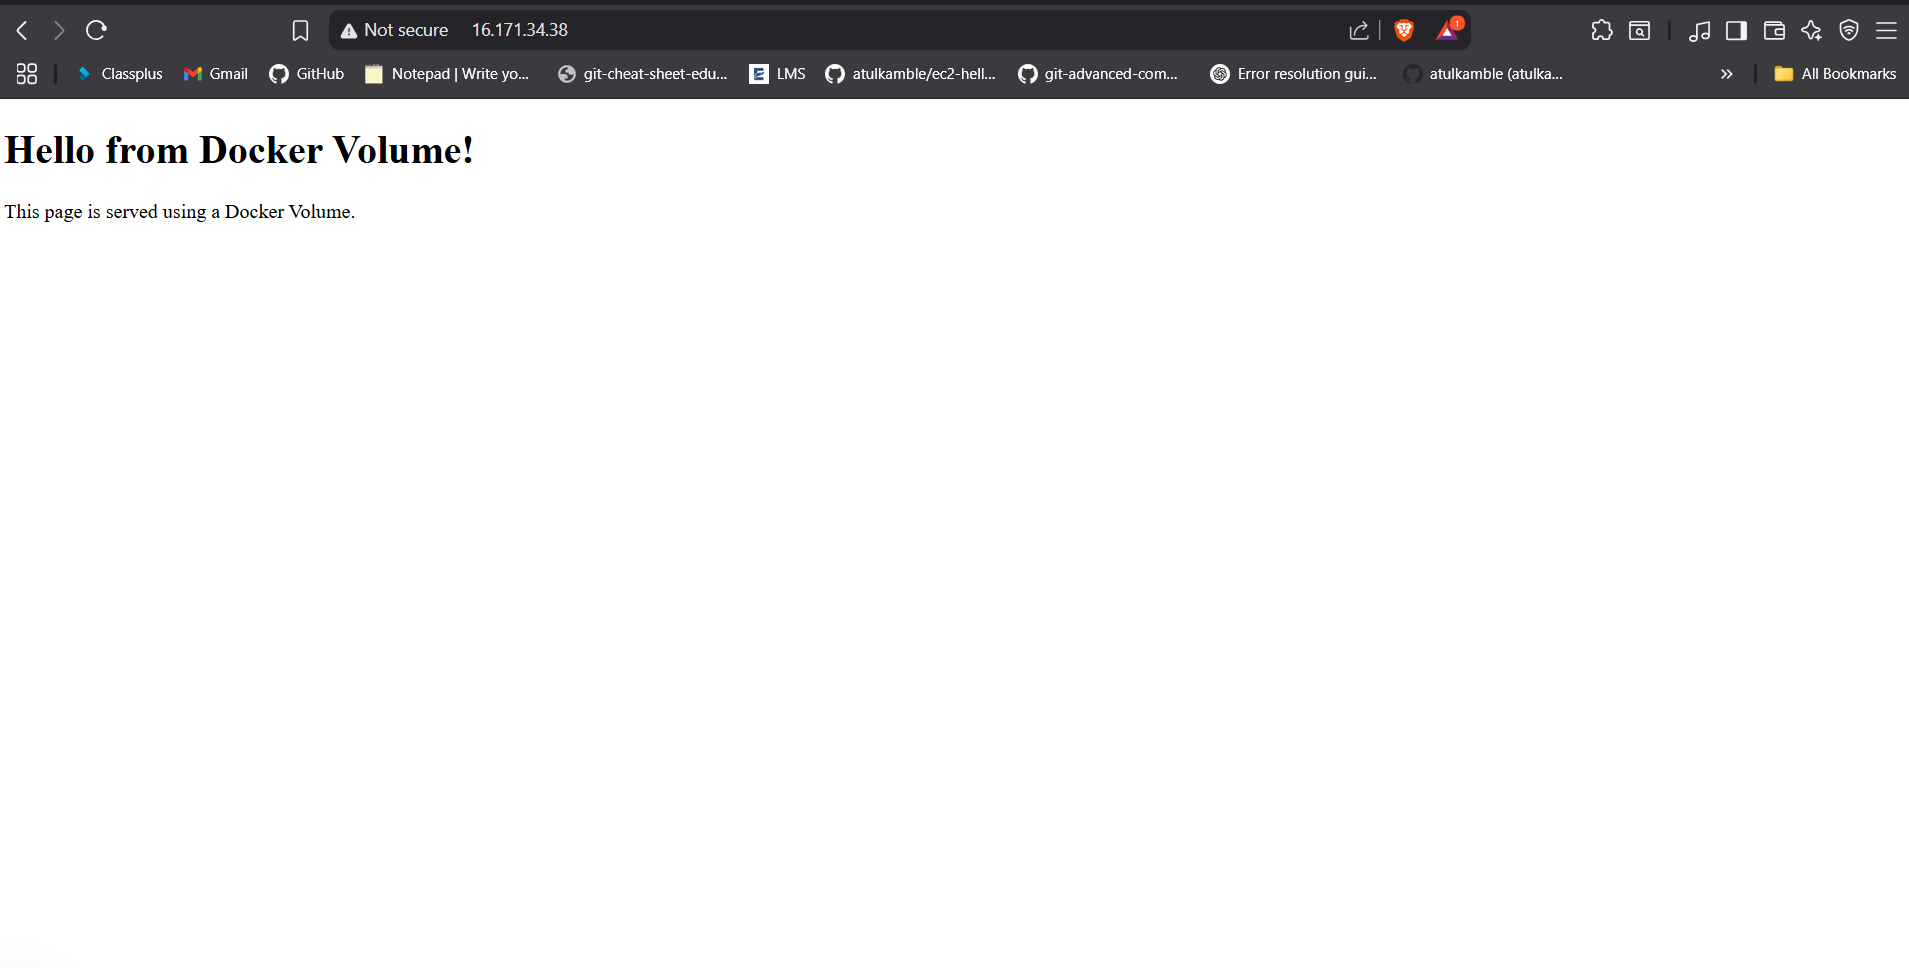 Not secure 16.171.34.38
1
Classplus Gmail GitHub Notepad | Write yo... git-cheat-sheet-edu... LMS atulkamble/ec2-hell... git-advanced-com... Error resolution gui... atulkamble (atulka... » All Bookmarks
Hello from Docker Volume!
This page is served using a Docker Volume.